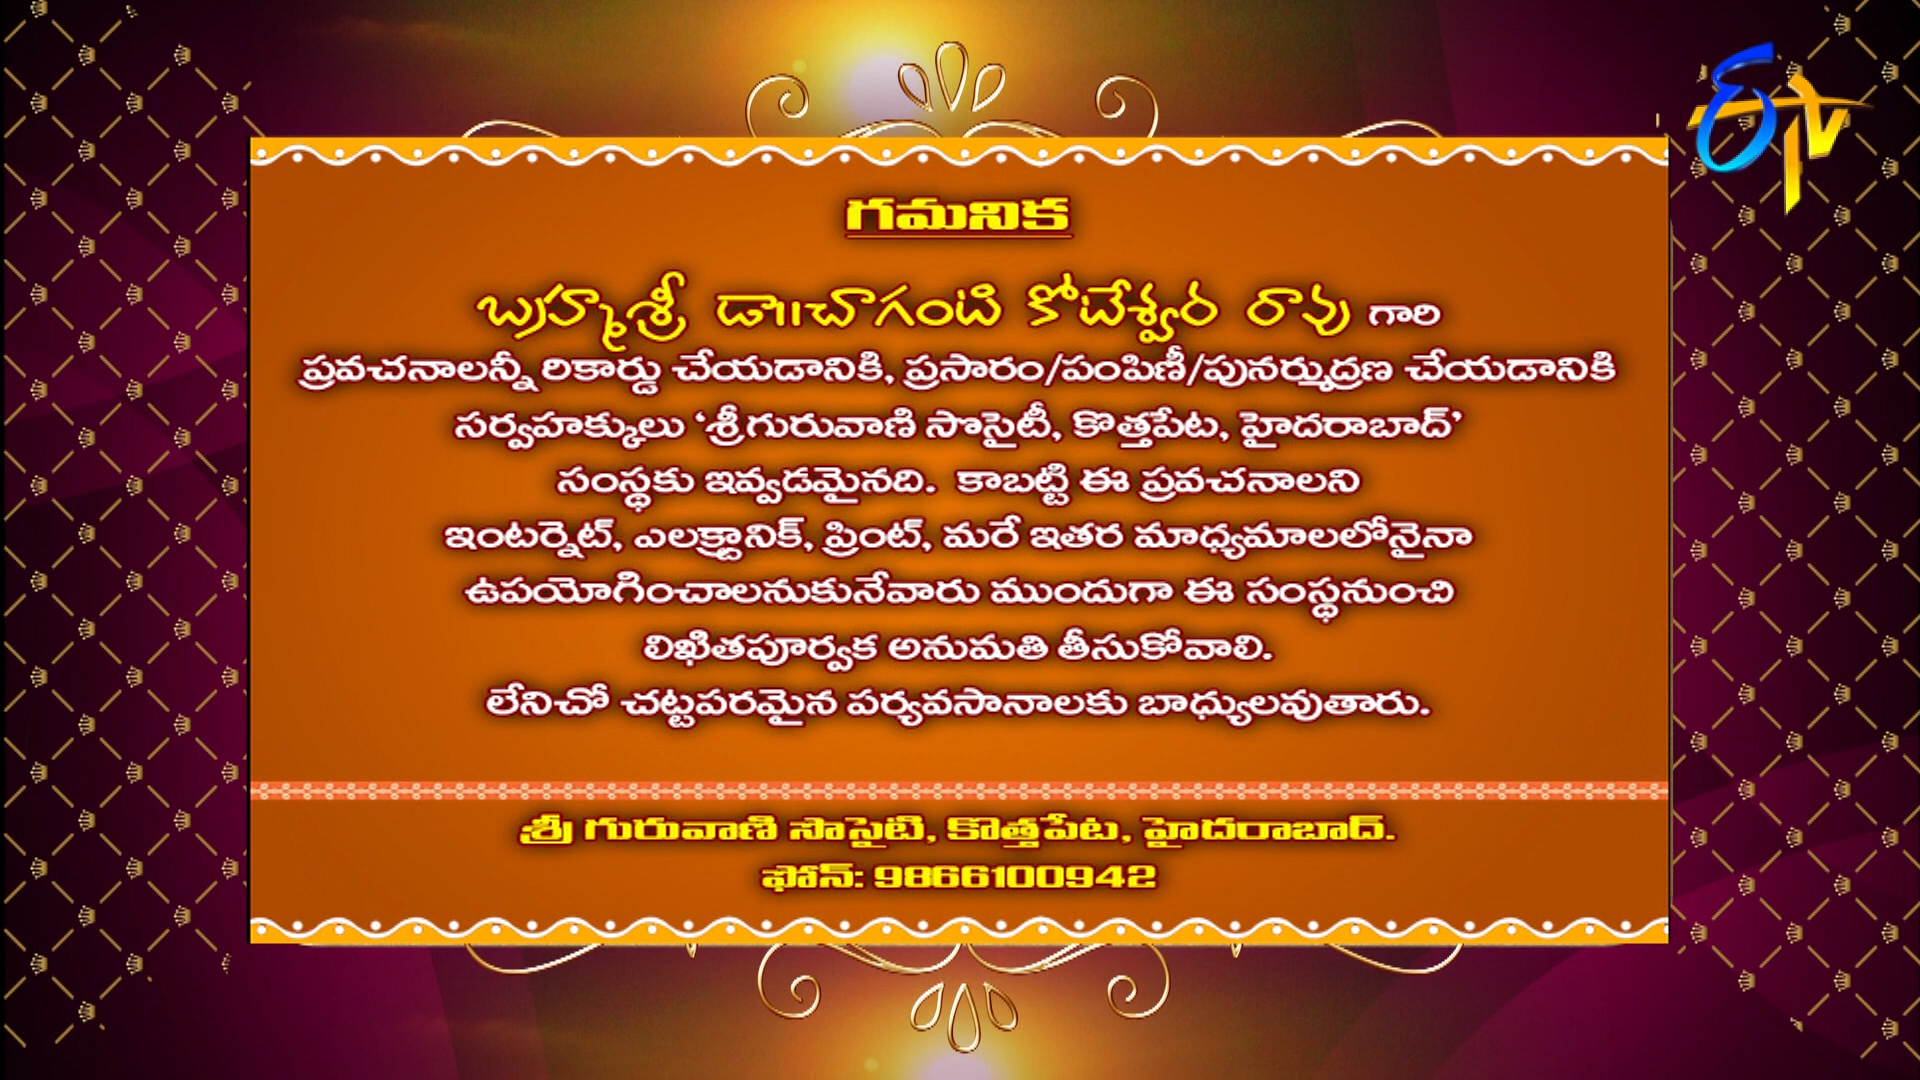 ETV
గమనిక
బ్రహ్మశ్రీ డా॥చాగంటి కోటేశ్వర రావు గారి
ప్రవచనాలన్నీ రికార్డు చేయడానికి, ప్రసారం/పంపిణీ/పునర్ముద్రణ చేయడానికి
సర్వహక్కులు ‘శ్రీగురువాణి సొసైటీ, కొత్తపేట, హైదరాబాద్’
సంస్థకు ఇవ్వడమైనది. కాబట్టి ఈ ప్రవచనాలని
ఇంటర్నెట్, ఎలక్ట్రానిక్, ప్రింట్, మరే ఇతర మాధ్యమాలలోనైనా
ఉపయోగించాలనుకునేవారు ముందుగా ఈ సంస్థనుంచి
లిఖితపూర్వక అనుమతి తీసుకోవాలి.
లేనిచో చట్టపరమైన పర్యవసానాలకు బాధ్యులవుతారు.
శ్రీ గురువాణి సొసైటి, కొత్తపేట, హైదరాబాద్.
ఫోన్: 9866100942